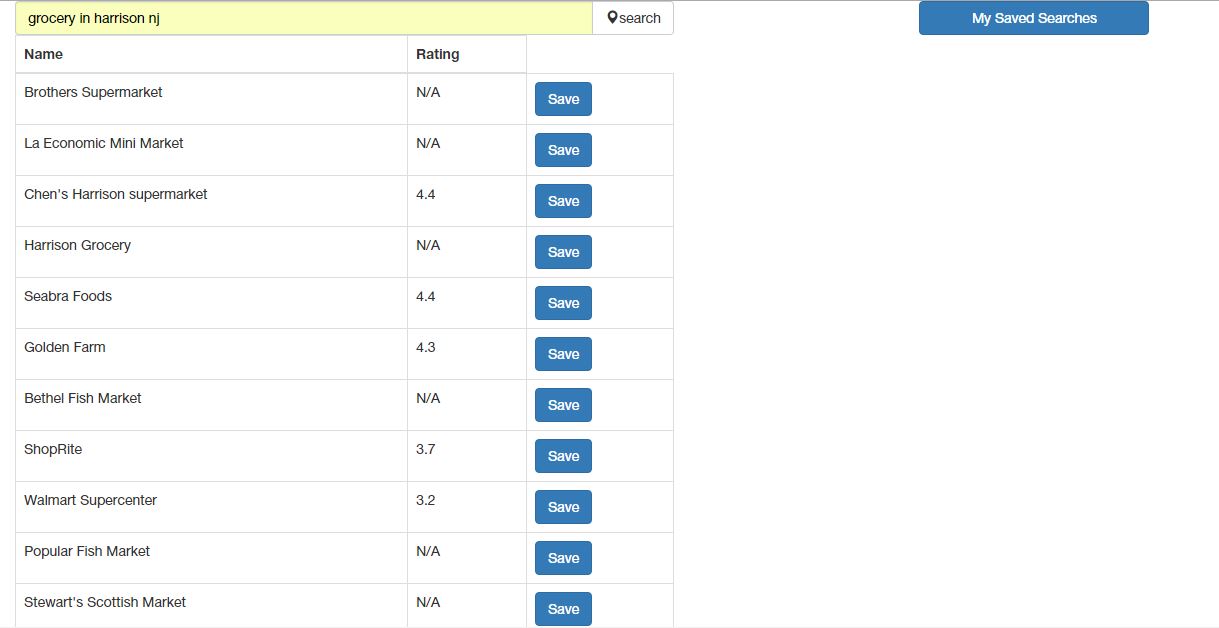 grocery in harrison nj search My Saved Searches
Name Rating
Brothers Supermarket N/A Save
La Economic Mini Market N/A Save
Chen's Harrison supermarket 4.4 Save
Harrison Grocery N/A Save
Seabra Foods 4.4 Save
Golden Farm 4.3 Save
Bethel Fish Market N/A Save
ShopRite 3.7 Save
Walmart Supercenter 3.2 Save
Popular Fish Market N/A Save
Stewart's Scottish Market N/A Save